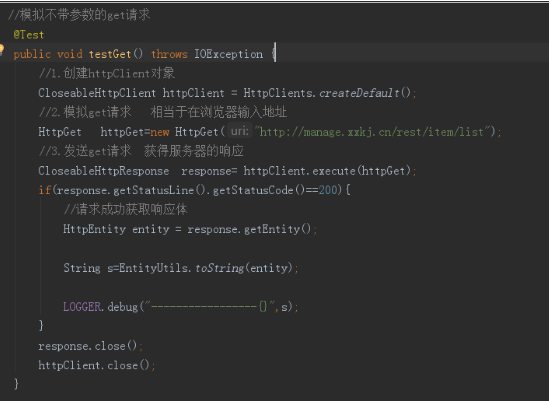 //模拟不带参数的get请求
@Test
public void testGet() throws IOException {
//1.创建httpClient对象
CloseableHttpClient httpClient = HttpClients.createDefault();
//2.模拟get请求 相当于在浏览器输入地址
HttpGet httpGet=new HttpGet( uri: "http://manage.xxkj.cn/rest/item/list");
//3.发送get请求 获得服务器的响应
CloseableHttpResponse response= httpClient.execute(httpGet);
if(response.getStatusLine().getStatusCode()==200){
//请求成功获取响应体
HttpEntity entity = response.getEntity();
String s=EntityUtils.toString(entity);
LOGGER.debug("-----------------{}",s);
}
response.close();
httpClient.close();
}